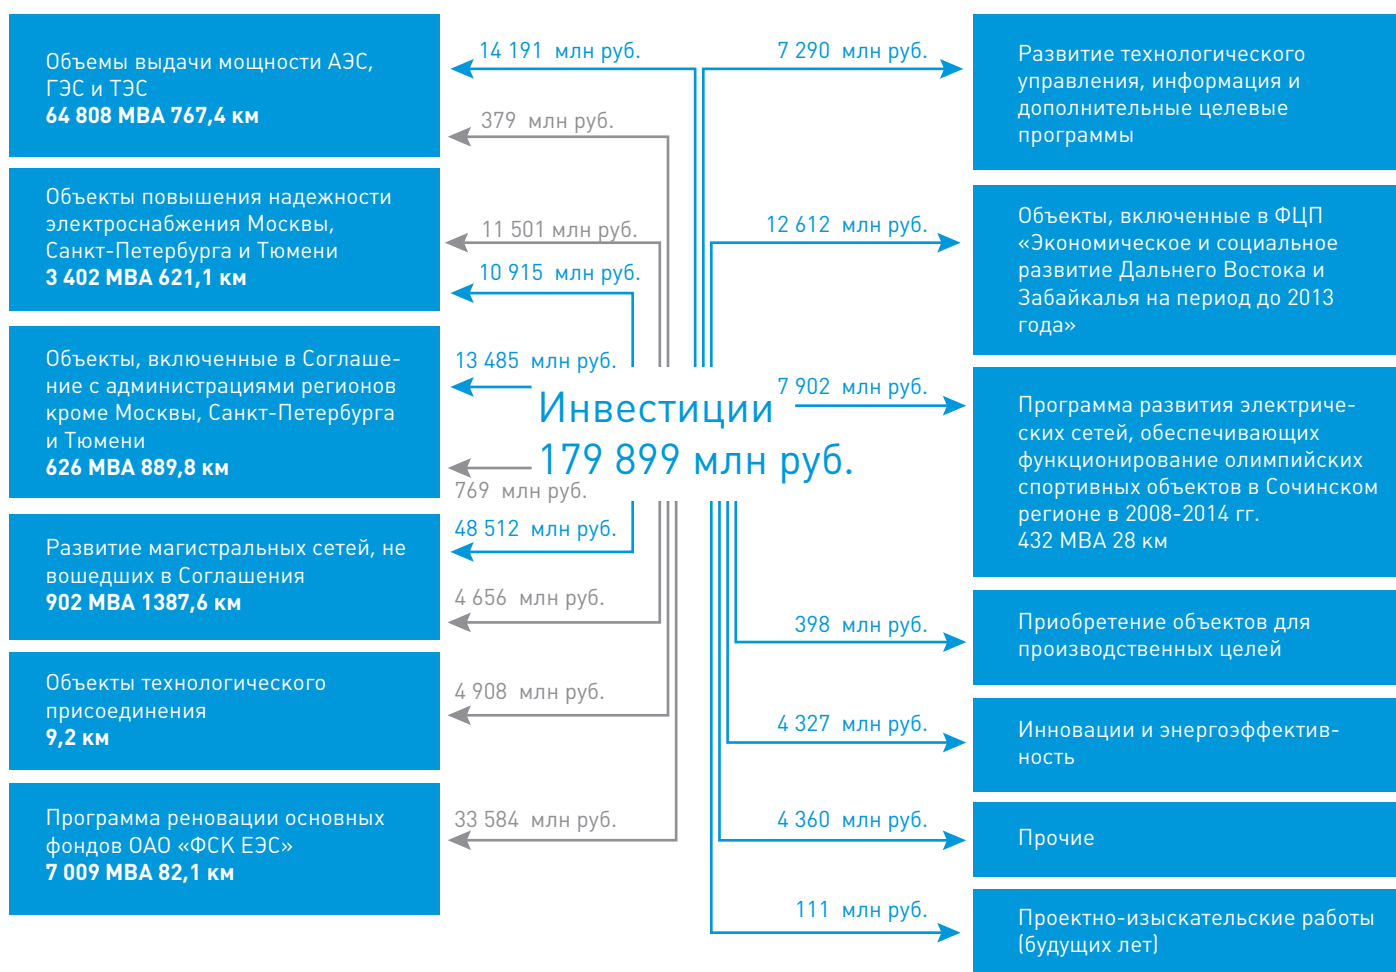 Объемы выдачи мощности АЭС,
ГЭС и ТЭС
64 808 МВА 767,4 км
14 191 млн руб.
379 млн руб.
Объекты повышения надежности
электроснабжения Москвы,
Санкт-Петербурга и Тюмени
3 402 МВА 621,1 км
11 501 млн руб.
10 915 млн руб.
Объекты, включенные в Соглаше-
ние с администрациями регионов
кроме Москвы, Санкт-Петербурга
и Тюмени
626 МВА 889,8 км
13 485 млн руб.
769 млн руб.
Развитие магистральных сетей, не
вошедших в Соглашения
902 МВА 1387,6 км
48 512 млн руб.
4 656 млн руб.
Объекты технологического
присоединения
9,2 км
4 908 млн руб.
Программа реновации основных
фондов ОАО «ФСК ЕЭС»
7 009 МВА 82,1 км
33 584 млн руб.
Инвестиции
179 899 млн руб.
7 290 млн руб.
Развитие технологического
управления, информация и
дополнительные целевые
программы
12 612 млн руб.
Объекты, включенные в ФЦП
«Экономическое и социальное
развитие Дальнего Востока и
Забайкалья на период до 2013
года»
7 902 млн руб.
Программа развития электриче-
ских сетей, обеспечивающих
функционирование олимпийских
спортивных объектов в Сочинском
регионе в 2008-2014 гг.
432 МВА 28 км
398 млн руб.
Приобретение объектов для
производственных целей
4 327 млн руб.
Инновации и энергоэффектив-
ность
4 360 млн руб.
Прочие
111 млн руб.
Проектно-изыскательские работы
(будущих лет)